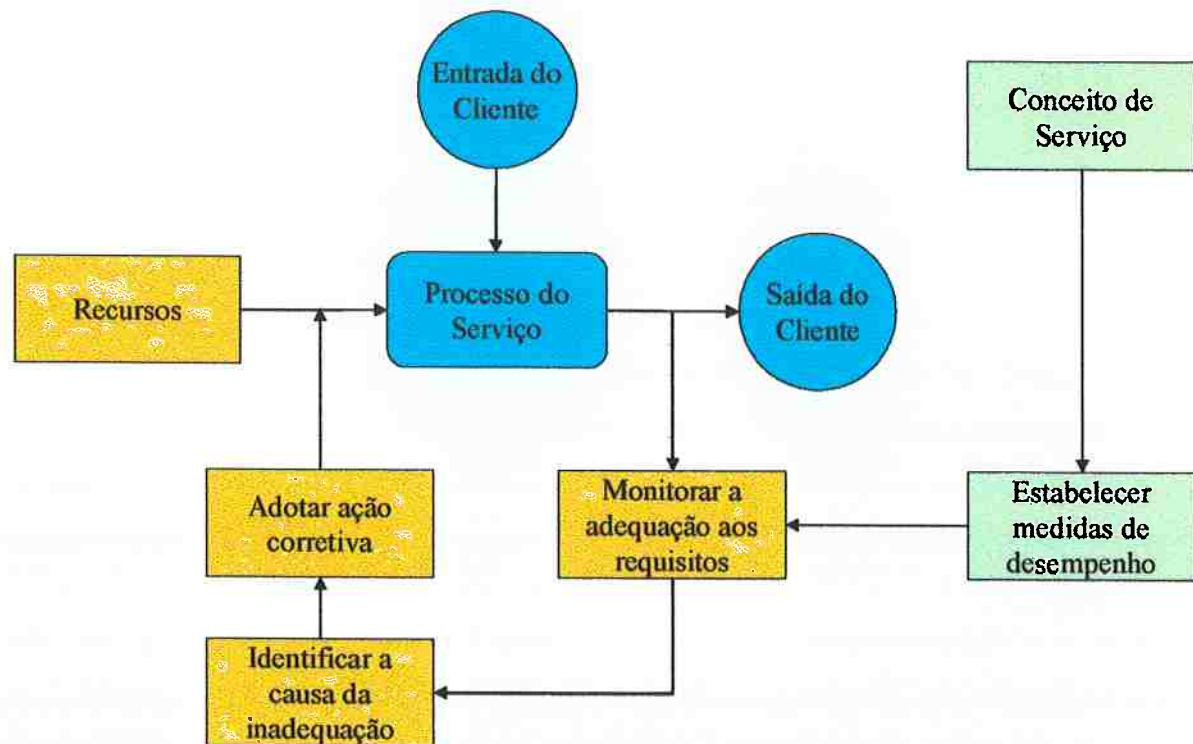 Entrada do
Cliente
Conceito de
Serviço
Recursos
Processo do
Serviço
Saída do
Cliente
Adotar ação
corretiva
Monitorar a
adequação aos
requisitos
Estabelecer
medidas de
desempenho
Identificar a
causa da
inadequação